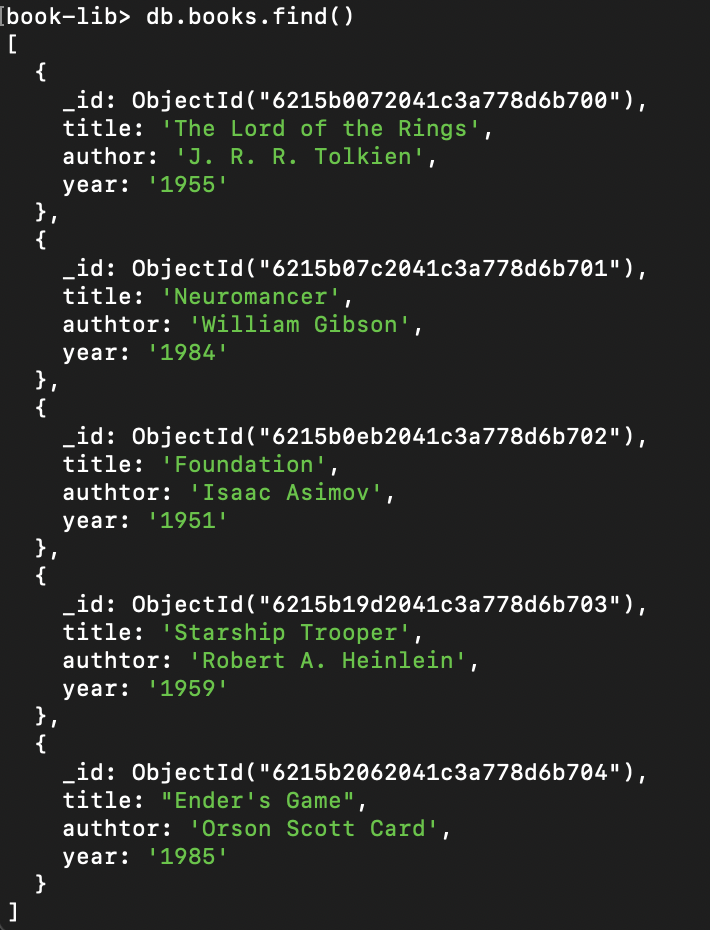 [book-lib> db.books.find()
[
  {
    _id: ObjectId("6215b0072041c3a778d6b700"),
    title: 'The Lord of the Rings',
    author: 'J. R. R. Tolkien',
    year: '1955'
  },
  {
    _id: ObjectId("6215b07c2041c3a778d6b701"),
    title: 'Neuromancer',
    authtor: 'William Gibson',
    year: '1984'
  },
  {
    _id: ObjectId("6215b0eb2041c3a778d6b702"),
    title: 'Foundation',
    authtor: 'Isaac Asimov',
    year: '1951'
  },
  {
    _id: ObjectId("6215b19d2041c3a778d6b703"),
    title: 'Starship Trooper',
    authtor: 'Robert A. Heinlein',
    year: '1959'
  },
  {
    _id: ObjectId("6215b2062041c3a778d6b704"),
    title: "Ender's Game",
    authtor: 'Orson Scott Card',
    year: '1985'
  }
]